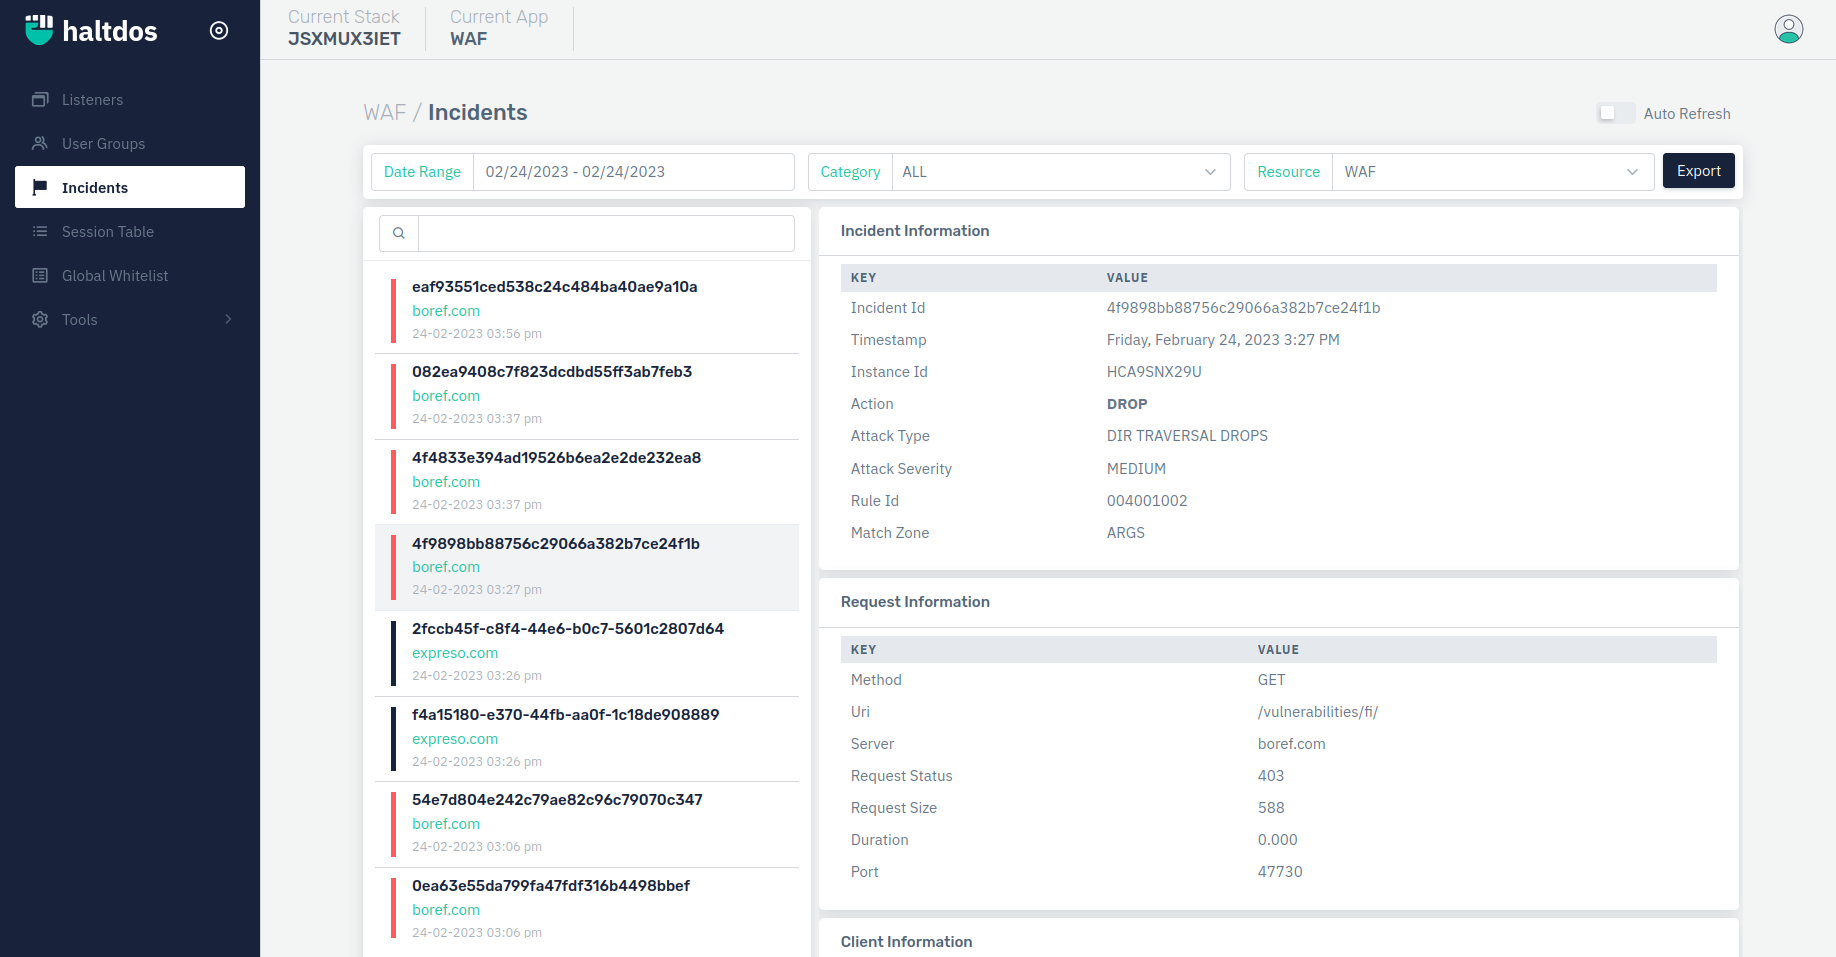 haltdos
Current Stack
JSXMUX3IET
Current App
WAF
Listeners
User Groups
Incidents
Session Table
Global Whitelist
Tools
WAF / Incidents
Auto Refresh
Date Range 02/24/2023 - 02/24/2023
Category ALL
Resource WAF
Export
eaf93551ced538c24c484ba40ae9a10a
boref.com
24-02-2023 03:56 pm
082ea9408c7f823dcdbd55ff3ab7feb3
boref.com
24-02-2023 03:37 pm
4f4833e394ad19526b6ea2e2de232ea8
boref.com
24-02-2023 03:37 pm
4f9898bb88756c29066a382b7ce24f1b
boref.com
24-02-2023 03:27 pm
2fccb45f-c8f4-44e6-b0c7-5601c2807d64
expreso.com
24-02-2023 03:26 pm
f4a15180-e370-44fb-aa0f-1c18de908889
expreso.com
24-02-2023 03:26 pm
54e7d804e242c79ae82c96c79070c347
boref.com
24-02-2023 03:06 pm
0ea63e55da799fa47fdf316b4498bbef
boref.com
24-02-2023 03:06 pm
Incident Information
KEY VALUE
Incident Id 4f9898bb88756c29066a382b7ce24f1b
Timestamp Friday, February 24, 2023 3:27 PM
Instance Id HCA9SNX29U
Action DROP
Attack Type DIR TRAVERSAL DROPS
Attack Severity MEDIUM
Rule Id 004001002
Match Zone ARGS
Request Information
KEY VALUE
Method GET
Uri /vulnerabilities/fi/
Server boref.com
Request Status 403
Request Size 588
Duration 0.000
Port 47730
Client Information